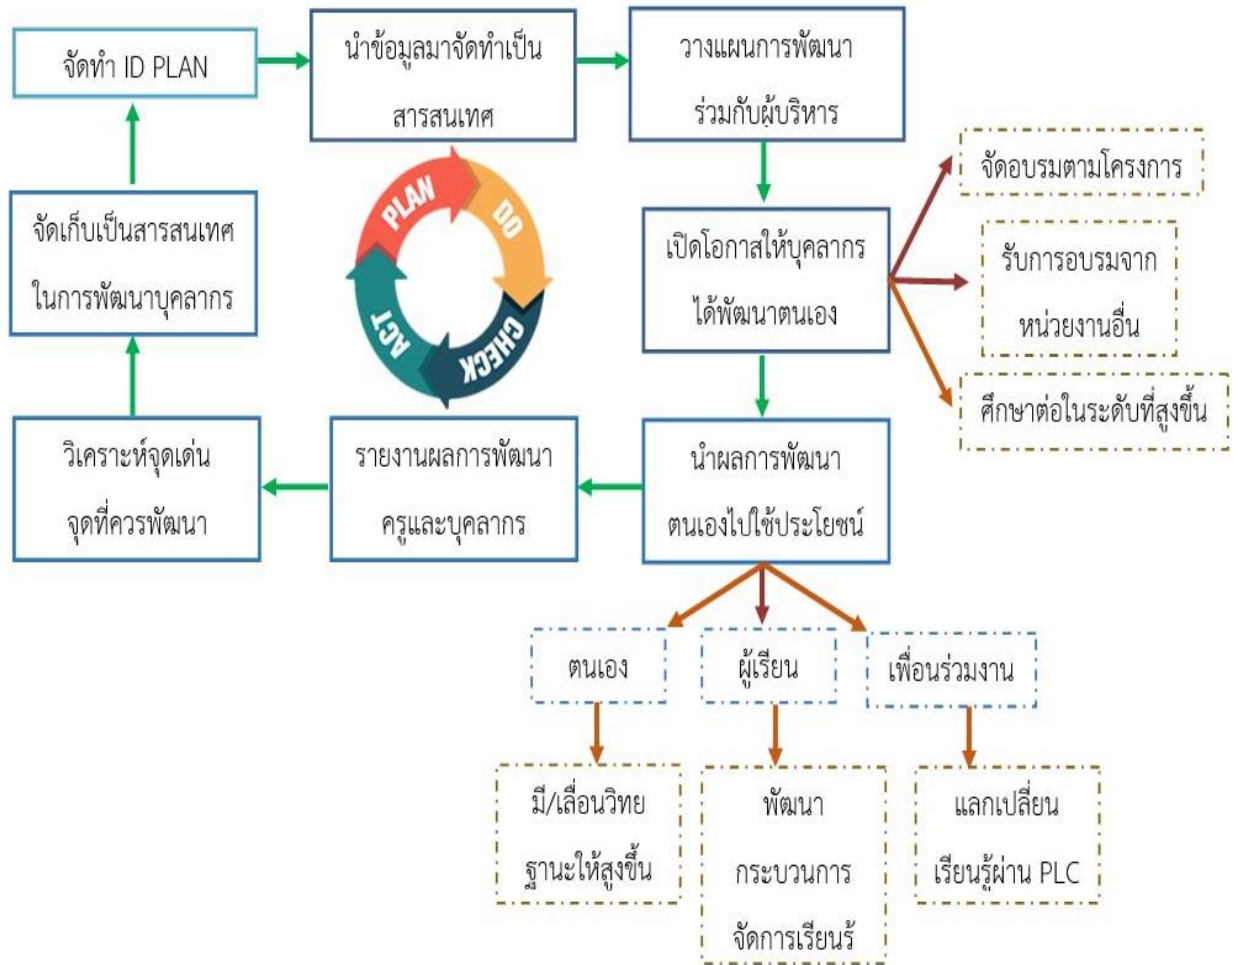 จัดทำ ID PLAN
นำข้อมูลมาจัดทำเป็น
สารสนเทศ
วางแผนการพัฒนา
ร่วมกับผู้บริหาร
จัดอบรมตามโครงการ
จัดเก็บเป็นสารสนเทศ
ในการพัฒนาบุคลากร
PLAN
DO
CHECK
ACT
เปิดโอกาสให้บุคลากร
ได้พัฒนาตนเอง
รับการอบรมจาก
หน่วยงานอื่น
ศึกษาต่อในระดับที่สูงขึ้น
วิเคราะห์จุดเด่น
จุดที่ควรพัฒนา
รายงานผลการพัฒนา
ครูและบุคลากร
นำผลการพัฒนา
ตนเองไปใช้ประโยชน์
ตนเอง
ผู้เรียน
เพื่อนร่วมงาน
มี/เลื่อนวิทย
ฐานะให้สูงขึ้น
พัฒนา
กระบวนการ
จัดการเรียนรู้
แลกเปลี่ยน
เรียนรู้ผ่าน PLC